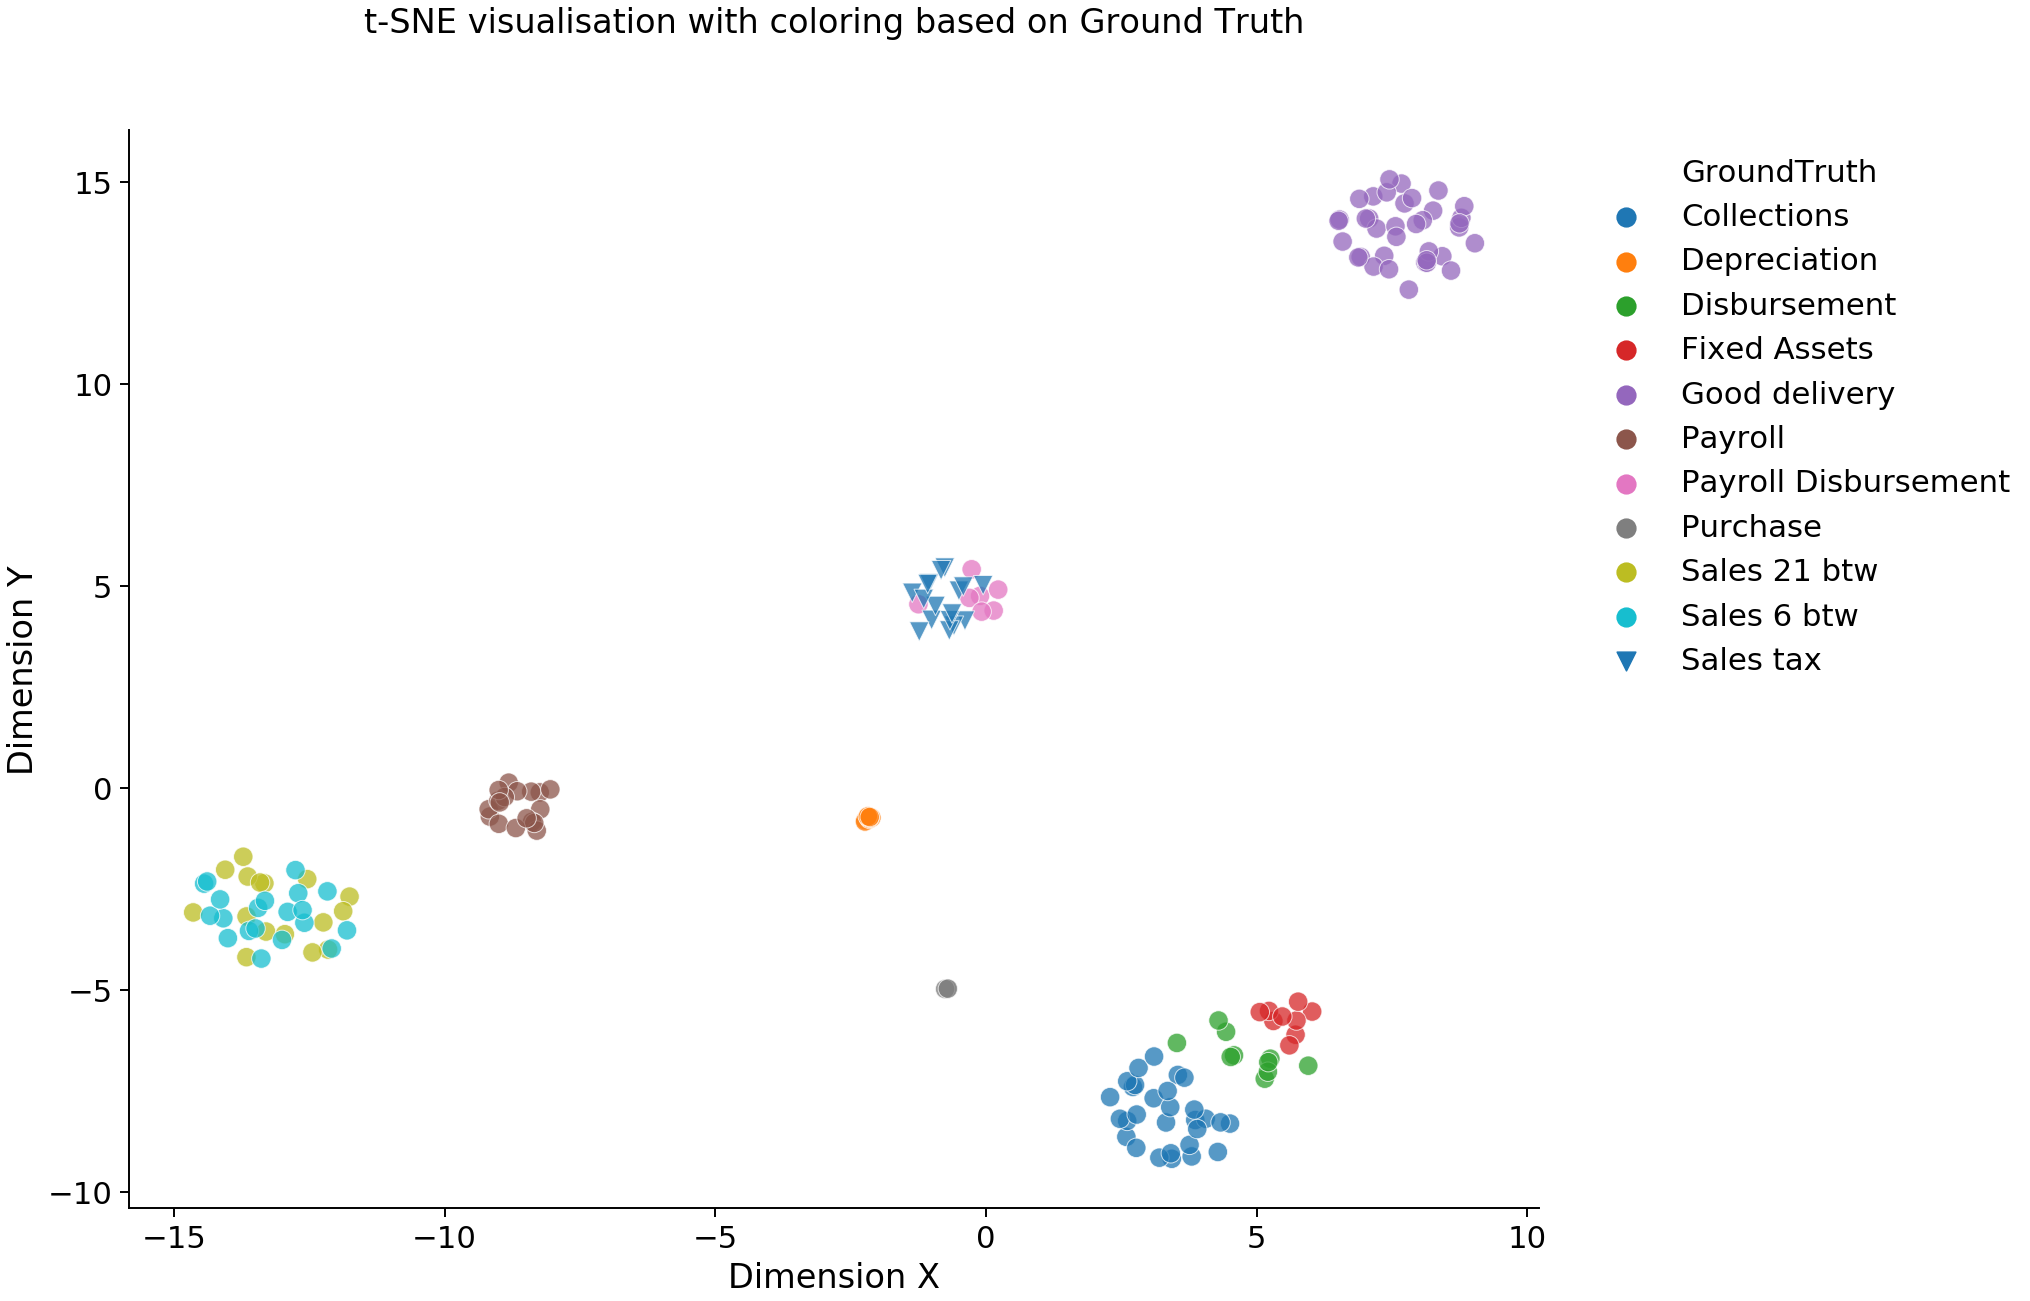 t-SNE visualisation with coloring based on Ground Truth
GroundTruth
Collections
Depreciation
Disbursement
Fixed Assets
Good delivery
Payroll
Payroll Disbursement
Purchase
Sales 21 btw
Sales 6 btw
Sales tax
Dimension Y
15
10
5
0
−5
−10
−15
−10
−5
0
5
10
Dimension X